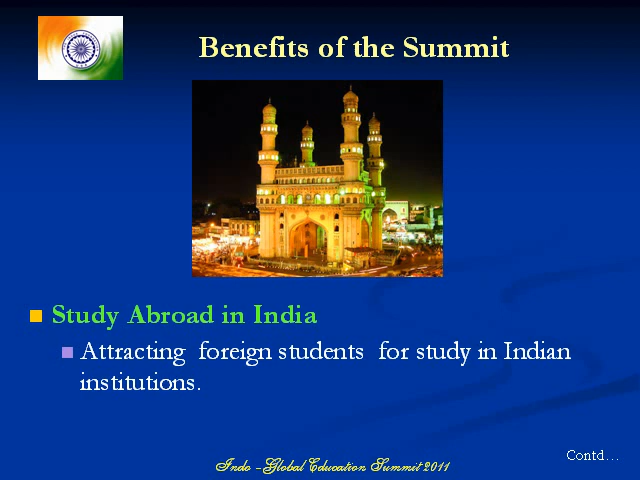 Benefits of the Summit
Study Abroad in India
Attracting foreign students for study in Indian
institutions.
Contd…
Indo - Global Education Summit 2011